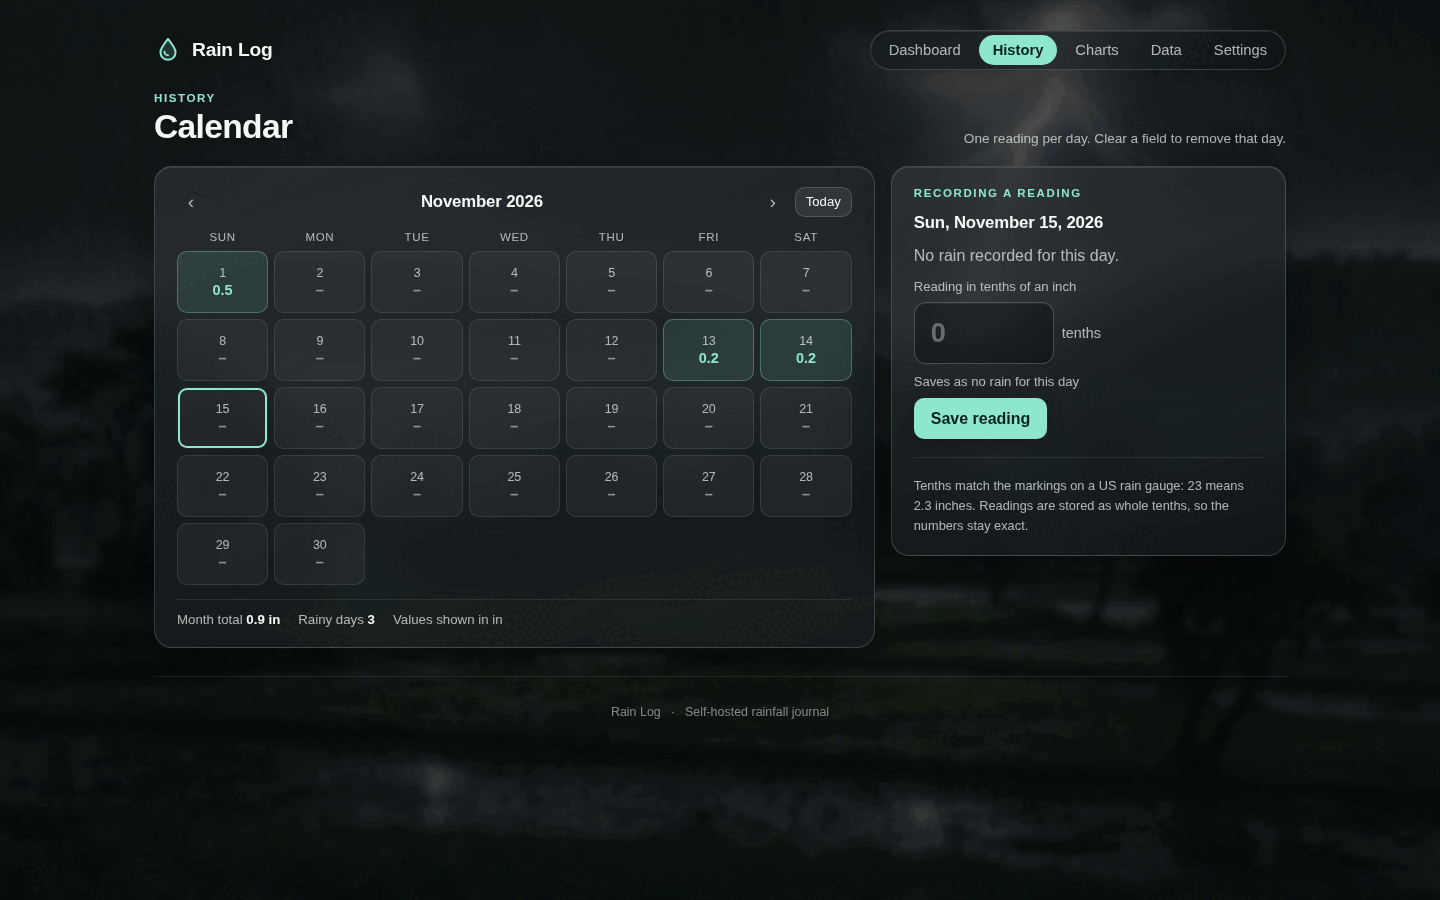 Rain Log
Dashboard History Charts Data Settings
HISTORY
Calendar
One reading per day. Clear a field to remove that day.
‹ November 2026 › Today
SUN MON TUE WED THU FRI SAT
1 2 3 4 5 6 7
0.5 – – – – – –
8 9 10 11 12 13 14
– – – – – 0.2 0.2
15 16 17 18 19 20 21
– – – – – – –
22 23 24 25 26 27 28
– – – – – – –
29 30
– –
Month total 0.9 in Rainy days 3 Values shown in in
RECORDING A READING
Sun, November 15, 2026
No rain recorded for this day.
Reading in tenths of an inch
0 tenths
Saves as no rain for this day
Save reading
Tenths match the markings on a US rain gauge: 23 means
2.3 inches. Readings are stored as whole tenths, so the
numbers stay exact.
Rain Log · Self-hosted rainfall journal